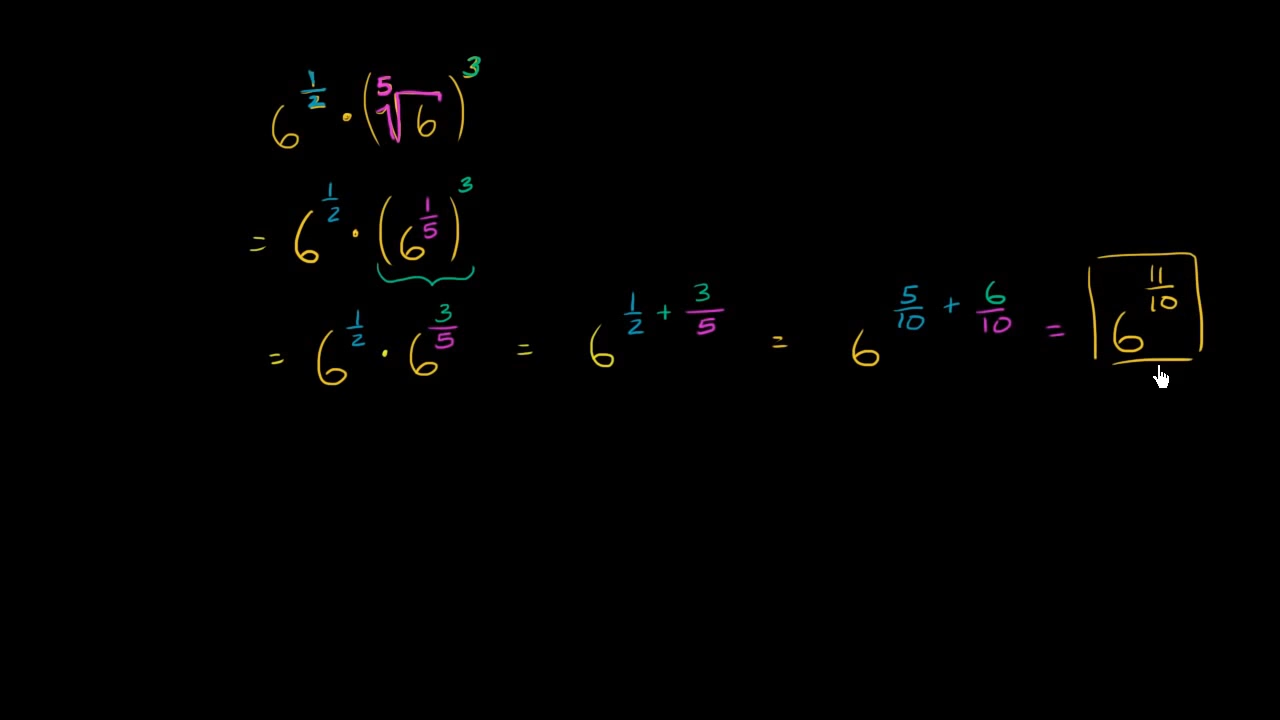 6^{1/2} · (⁵√6)^3
= 6^{1/2} · (6^{1/5})^3
= 6^{1/2} · 6^{3/5} = 6^{1/2 + 3/5} = 6^{5/10 + 6/10} = 6^{11/10}